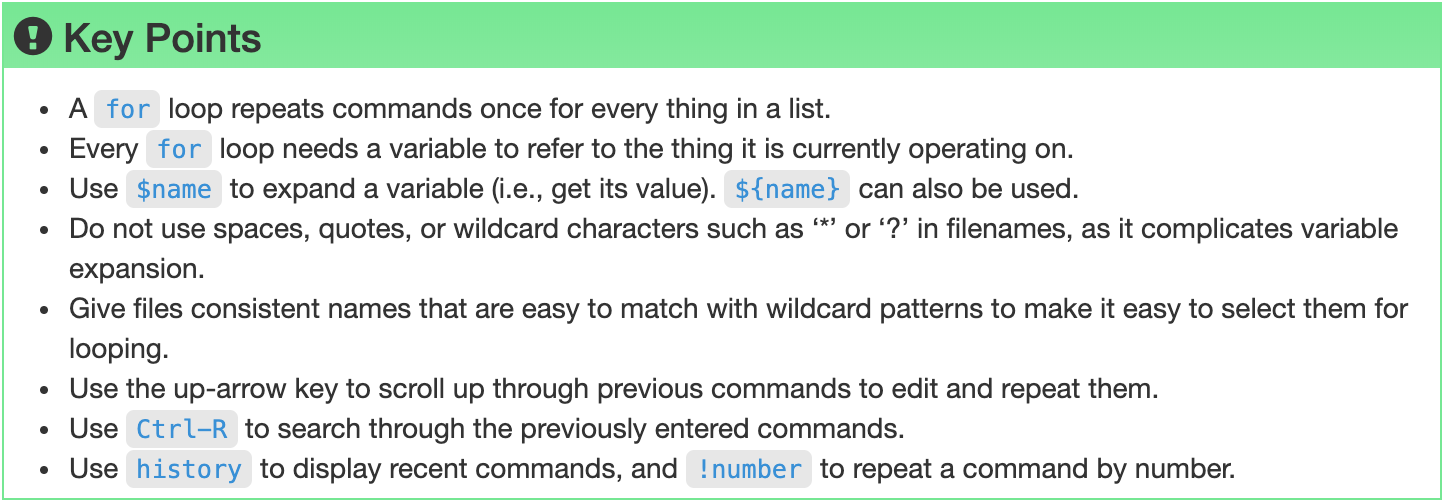 Key Points
• A for loop repeats commands once for every thing in a list.
• Every for loop needs a variable to refer to the thing it is currently operating on.
• Use $name to expand a variable (i.e., get its value). ${name} can also be used.
• Do not use spaces, quotes, or wildcard characters such as ‘*’ or ‘?’ in filenames, as it complicates variable
expansion.
• Give files consistent names that are easy to match with wildcard patterns to make it easy to select them for
looping.
• Use the up-arrow key to scroll up through previous commands to edit and repeat them.
• Use Ctrl–R to search through the previously entered commands.
• Use history to display recent commands, and !number to repeat a command by number.